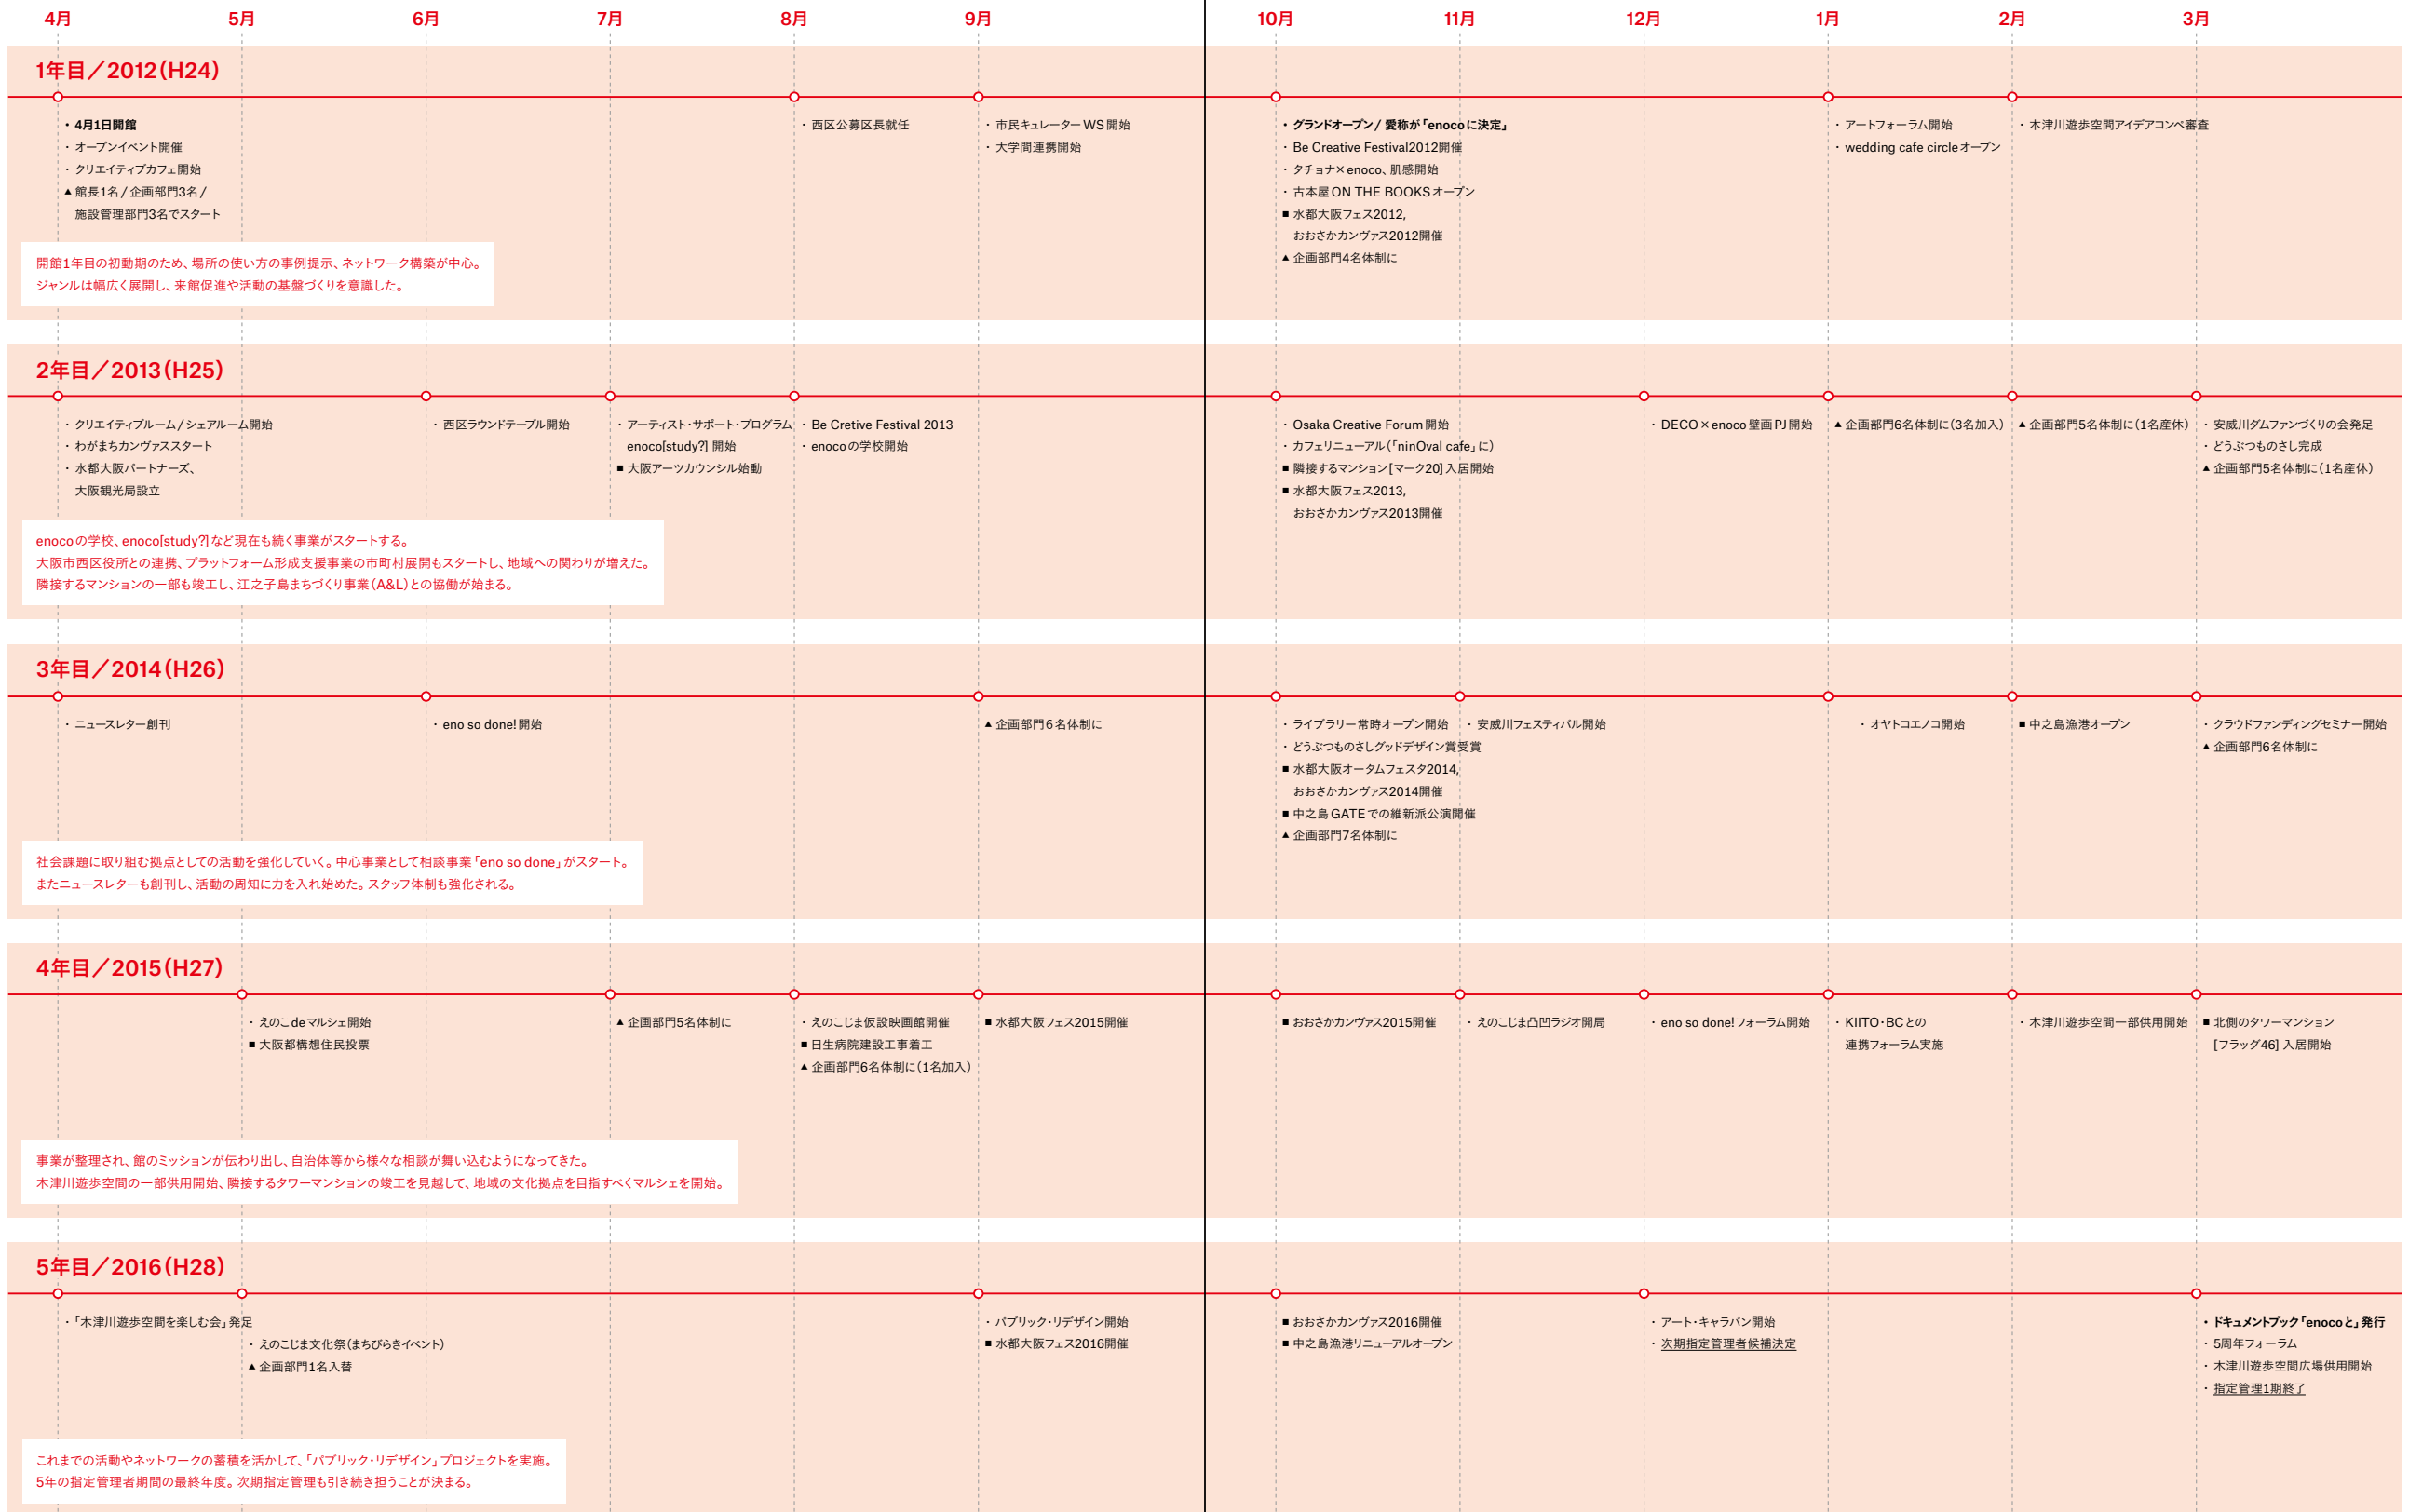 4月 5月 6月 7月 8月 9月 10月 11月 12月 1月 2月 3月
1年目／2012（H24）
・4月1日開館
・オープンイベント開催
・クリエイティブカフェ開始
▲館長1名/企画部門3名/
施設管理部門3名でスタート
・西区公募区長就任
・市民キュレーターWS開始
・大学間連携開始
・グランドオープン/ 愛称が「enocoに決定」
・Be Creative Festival2012開催
・タチョナ×enoco、肌感開始
・古本屋ON THE BOOKSオープン
■水都大阪フェス2012,
おおさかカンヴァス2012開催
▲企画部門4名体制に
・アートフォーラム開始
・wedding cafe circleオープン
・木津川遊歩空間アイデアコンペ審査
開館1年目の初動期のため、場所の使い方の事例提示、ネットワーク構築が中心。
ジャンルは幅広く展開し、来館促進や活動の基盤づくりを意識した。
2年目／2013（H25）
・クリエイティブルーム/シェアルーム開始
・わがまちカンヴァススタート
・水都大阪パートナーズ、
大阪観光局設立
・西区ラウンドテーブル開始
・アーティスト・サポート・プログラム
enoco[study?] 開始
■大阪アーツカウンシル始動
・Be Cretive Festival 2013
・enocoの学校開始
・Osaka Creative Forum開始
・カフェリニューアル（「ninOval cafe」に）
■隣接するマンション[マーク20]入居開始
■水都大阪フェス2013,
おおさかカンヴァス2013開催
・DECO×enoco壁画PJ開始
▲企画部門6名体制に（3名加入）
▲企画部門5名体制に（1名産休）
・安威川ダムファンづくりの会発足
・どうぶつものさし完成
▲企画部門5名体制に（1名産休）
enocoの学校、enoco[study?]など現在も続く事業がスタートする。
大阪市西区役所との連携、プラットフォーム形成支援事業の市町村展開もスタートし、地域への関わりが増えた。
隣接するマンションの一部も竣工し、江之子島まちづくり事業（A&L）との協働が始まる。
3年目／2014（H26）
・ニュースレター創刊
・eno so done!開始
▲企画部門６名体制に
・ライブラリー常時オープン開始
・どうぶつものさしグッドデザイン賞受賞
■水都大阪オータムフェスタ2014,
おおさかカンヴァス2014開催
■中之島GATEでの維新派公演開催
▲企画部門7名体制に
・安威川フェスティバル開始
・オヤトコエノコ開始
■中之島漁港オープン
・クラウドファンディングセミナー開始
▲企画部門6名体制に
社会課題に取り組む拠点としての活動を強化していく。中心事業として相談事業「eno so done」がスタート。
またニュースレターも創刊し、活動の周知に力を入れ始めた。スタッフ体制も強化される。
4年目／2015（H27）
・えのこdeマルシェ開始
■大阪都構想住民投票
▲企画部門5名体制に
・えのこじま仮設映画館開催
■日生病院建設工事着工
▲企画部門6名体制に（1名加入）
■水都大阪フェス2015開催
■おおさかカンヴァス2015開催
・えのこじま凸凹ラジオ開局
・eno so done!フォーラム開始
・KIITO・BCとの
連携フォーラム実施
・木津川遊歩空間一部供用開始
■北側のタワーマンション
[フラッグ46] 入居開始
事業が整理され、館のミッションが伝わり出し、自治体等から様々な相談が舞い込むようになってきた。
木津川遊歩空間の一部供用開始、隣接するタワーマンションの竣工を見越して、地域の文化拠点を目指すべくマルシェを開始。
5年目／2016（H28）
・「木津川遊歩空間を楽しむ会」発足
・えのこじま文化祭（まちびらきイベント）
▲企画部門1名入替
・パブリック・リデザイン開始
■水都大阪フェス2016開催
■おおさかカンヴァス2016開催
■中之島漁港リニューアルオープン
・アート・キャラバン開始
・次期指定管理者候補決定
・ドキュメントブック「enocoと」発行
・5周年フォーラム
・木津川遊歩空間広場供用開始
・指定管理1期終了
これまでの活動やネットワークの蓄積を活かして、「パブリック・リデザイン」プロジェクトを実施。
5年の指定管理者期間の最終年度。次期指定管理も引き続き担うことが決まる。